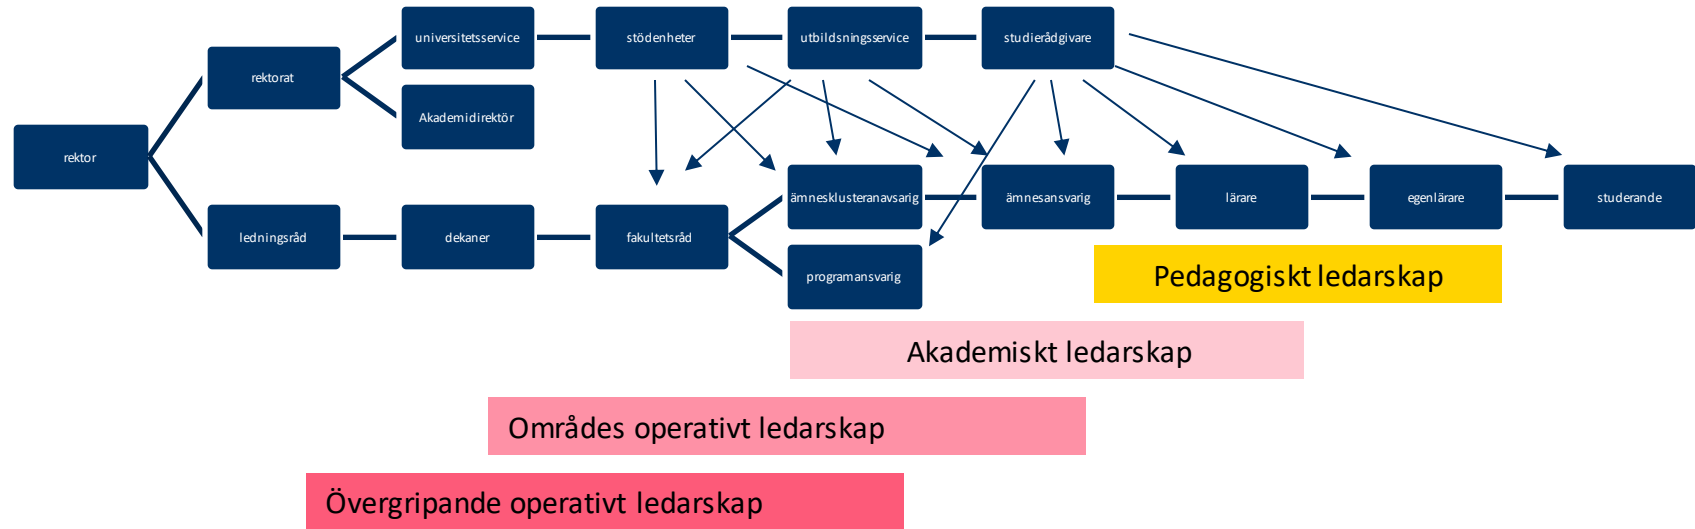 universitetsservice
stödenheter
utbildsningsservice
studierådgivare
rektorat
Akademidirektör
rektor
ämnesklusteranavsarig
ämnesansvarig
lärare
egenlärare
studerande
ledningsråd
dekaner
fakultetsråd
programansvarig
Pedagogiskt ledarskap
Akademiskt ledarskap
Områdes operativt ledarskap
Övergripande operativt ledarskap